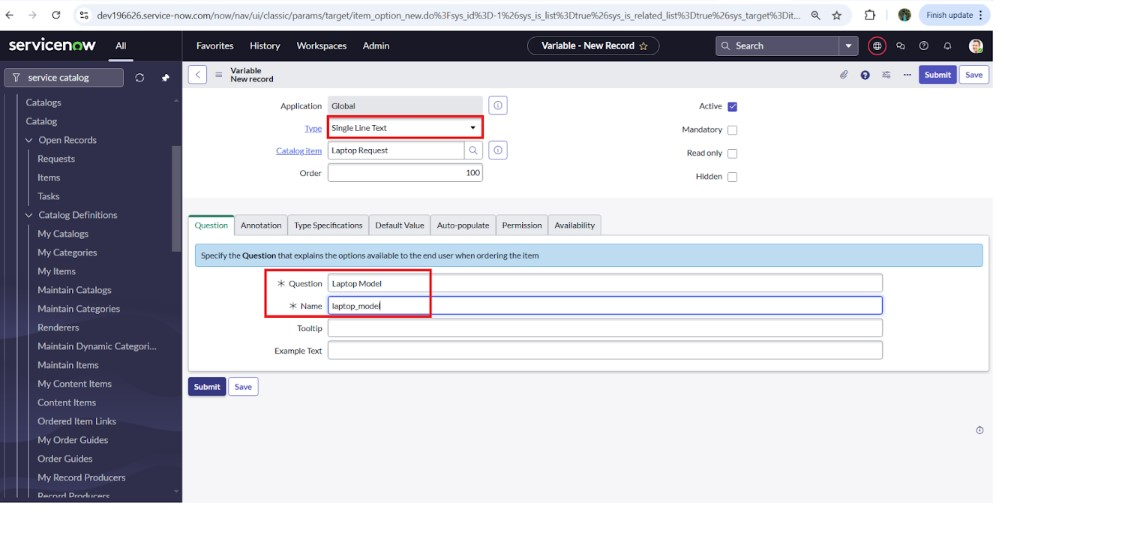 dev196626.service-now.com/now/nav/ui/classic/params/target/item_option_new.do%3Fsys_id%3D-1%26sys_is_list%3Dtrue%26sys_is_related_list%3Dtrue%26sys_target%3Dit...
Finish update
servicenow All Favorites History Workspaces Admin Variable - New Record Search
service catalog
Variable
New record
Submit Save
Catalogs
Catalog
Open Records
Requests
Items
Tasks
Catalog Definitions
My Catalogs
My Categories
My Items
Maintain Catalogs
Maintain Categories
Renderers
Maintain Dynamic Categori...
Maintain Items
My Content Items
Content Items
Ordered Item Links
My Order Guides
Order Guides
My Record Producers
Record Producers
Application Global
Type Single Line Text
Catalog item Laptop Request
Order 100
Active
Mandatory
Read only
Hidden
Question Annotation Type Specifications Default Value Auto-populate Permission Availability
Specify the Question that explains the options available to the end user when ordering the item
* Question Laptop Model
* Name laptop_model
Tooltip
Example Text
Submit Save